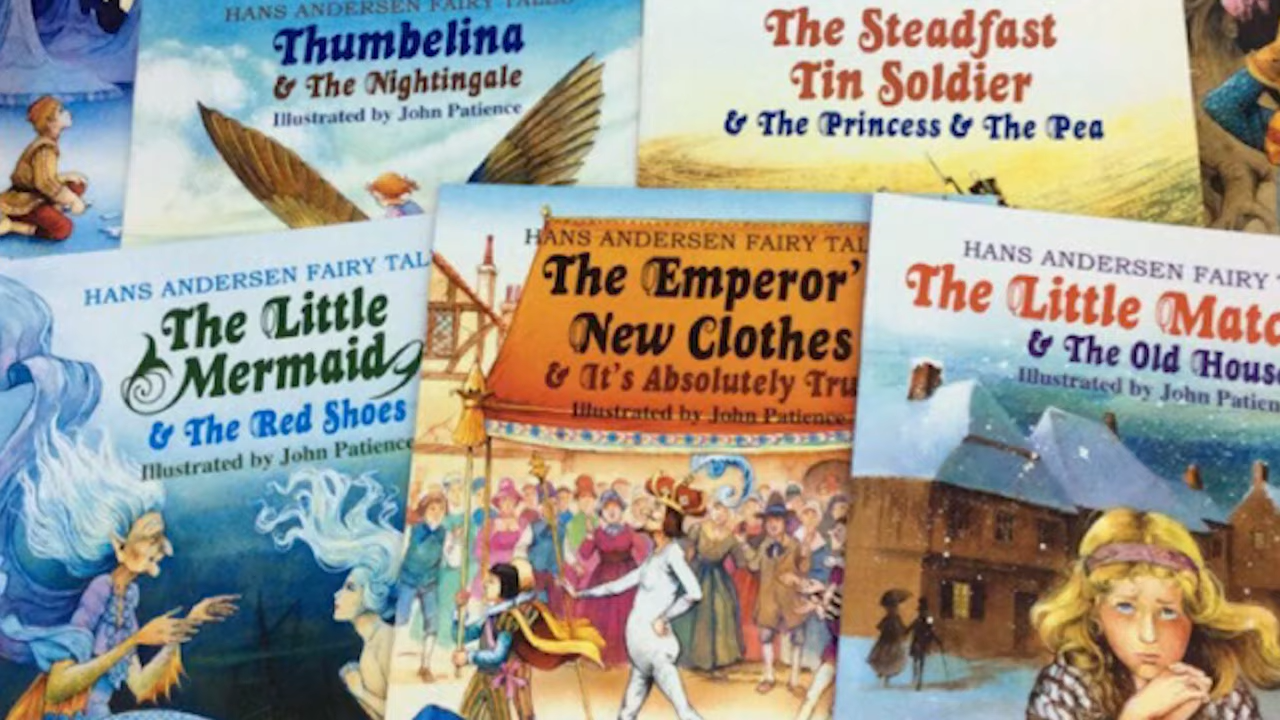 HANS ANDERSEN FAIRY TALES
Thumbelina
& The Nightingale
Illustrated by John Patience
The Steadfast
Tin Soldier
& The Princess & The Pea
HANS ANDERSEN FAIRY TAL
The Little
Mermaid
& The Red Shoes
Illustrated by John Patience
HANS ANDERSEN FAIRY TAL
The Emperor'
New Clothes
& It's Absolutely Tru
Illustrated by John Patience
HANS ANDERSEN FAIRY
The Little Matc
& The Old House
Illustrated by John Patien